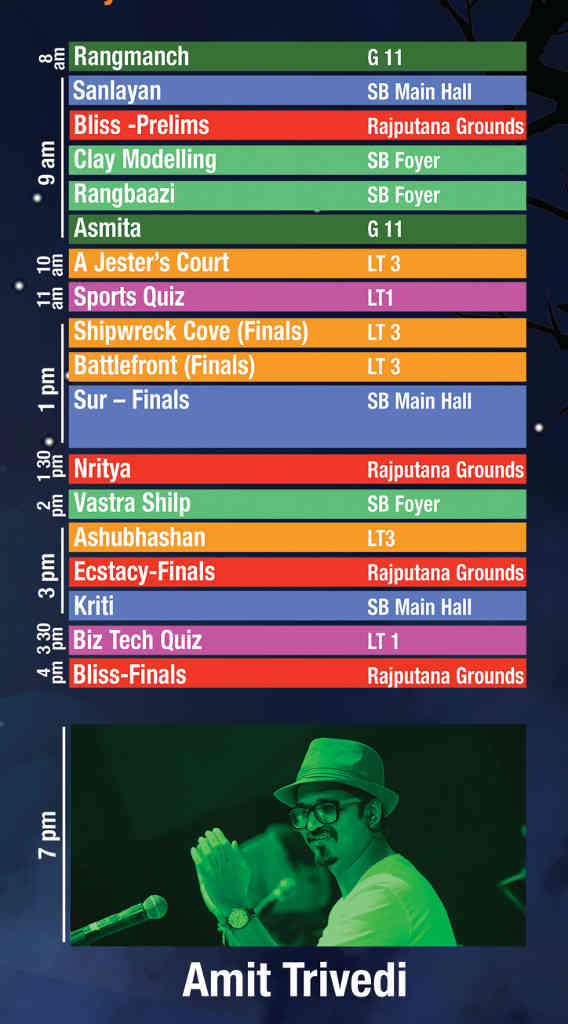 8 am
Rangmanch G 11
9 am
Sanlayan SB Main Hall
Bliss -Prelims Rajputana Grounds
Clay Modelling SB Foyer
Rangbaazi SB Foyer
Asmita G 11
10 am
A Jester's Court LT 3
11 am
Sports Quiz LT1
1 pm
Shipwreck Cove (Finals) LT 3
Battlefront (Finals) LT 3
Sur – Finals SB Main Hall
1 30 pm
Nritya Rajputana Grounds
2 pm
Vastra Shilp SB Foyer
3 pm
Ashubhashan LT3
Ecstacy-Finals Rajputana Grounds
Kriti SB Main Hall
3.30 pm
Biz Tech Quiz LT 1
4 pm
Bliss-Finals Rajputana Grounds
7 pm
Amit Trivedi